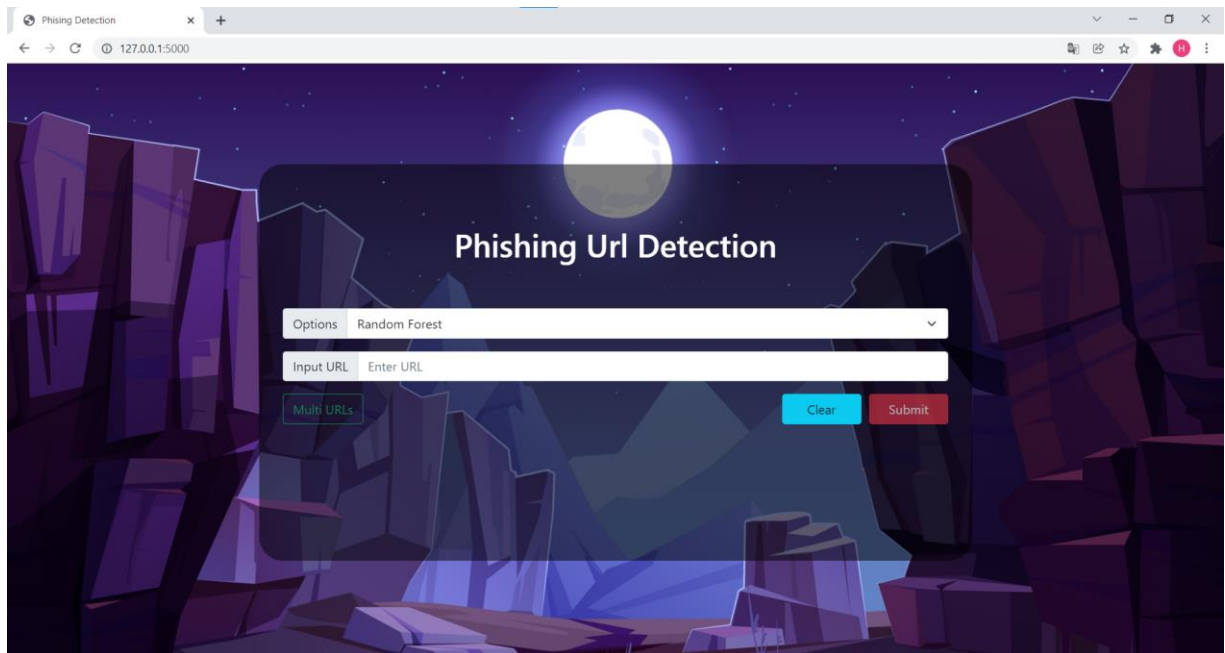 Phising Detection
127.0.0.1:5000
H
Phishing Url Detection
Options Random Forest
Input URL Enter URL
Multi URLs Clear Submit